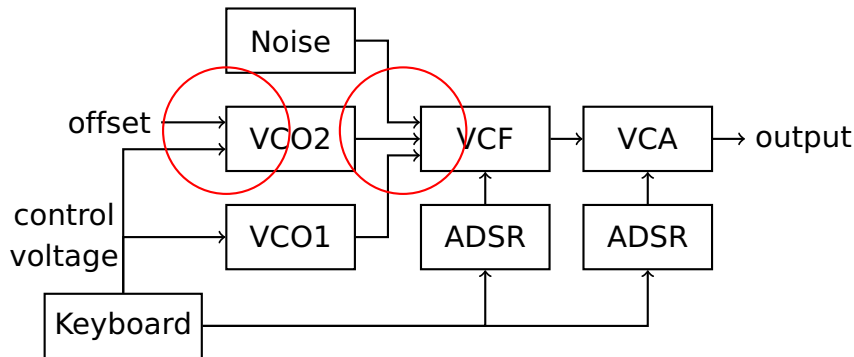 Noise
offset
VCO2
VCF
VCA
output
control
voltage
VCO1
ADSR
ADSR
Keyboard